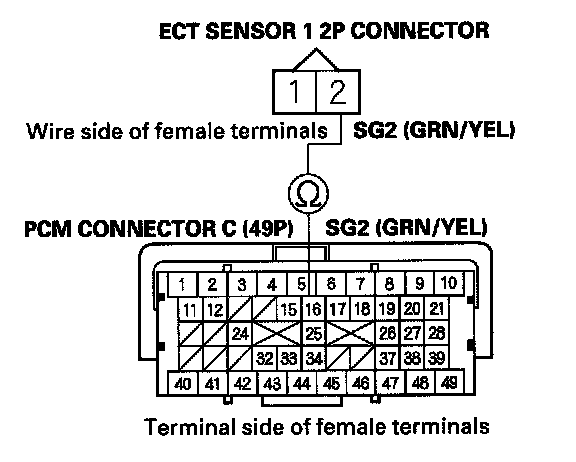 ECT SENSOR 1 2P CONNECTOR
1 2
Wire side of female terminals SG2 (GRN/YEL)
Ω
PCM CONNECTOR C (49P) SG2 (GRN/YEL)
1 2 3 4 5 6 7 8 9 10
11 12 15 16 17 18 19 20 21
24 25 26 27 28
32 33 34 37 38 39
40 41 42 43 44 45 46 47 48 49
Terminal side of female terminals